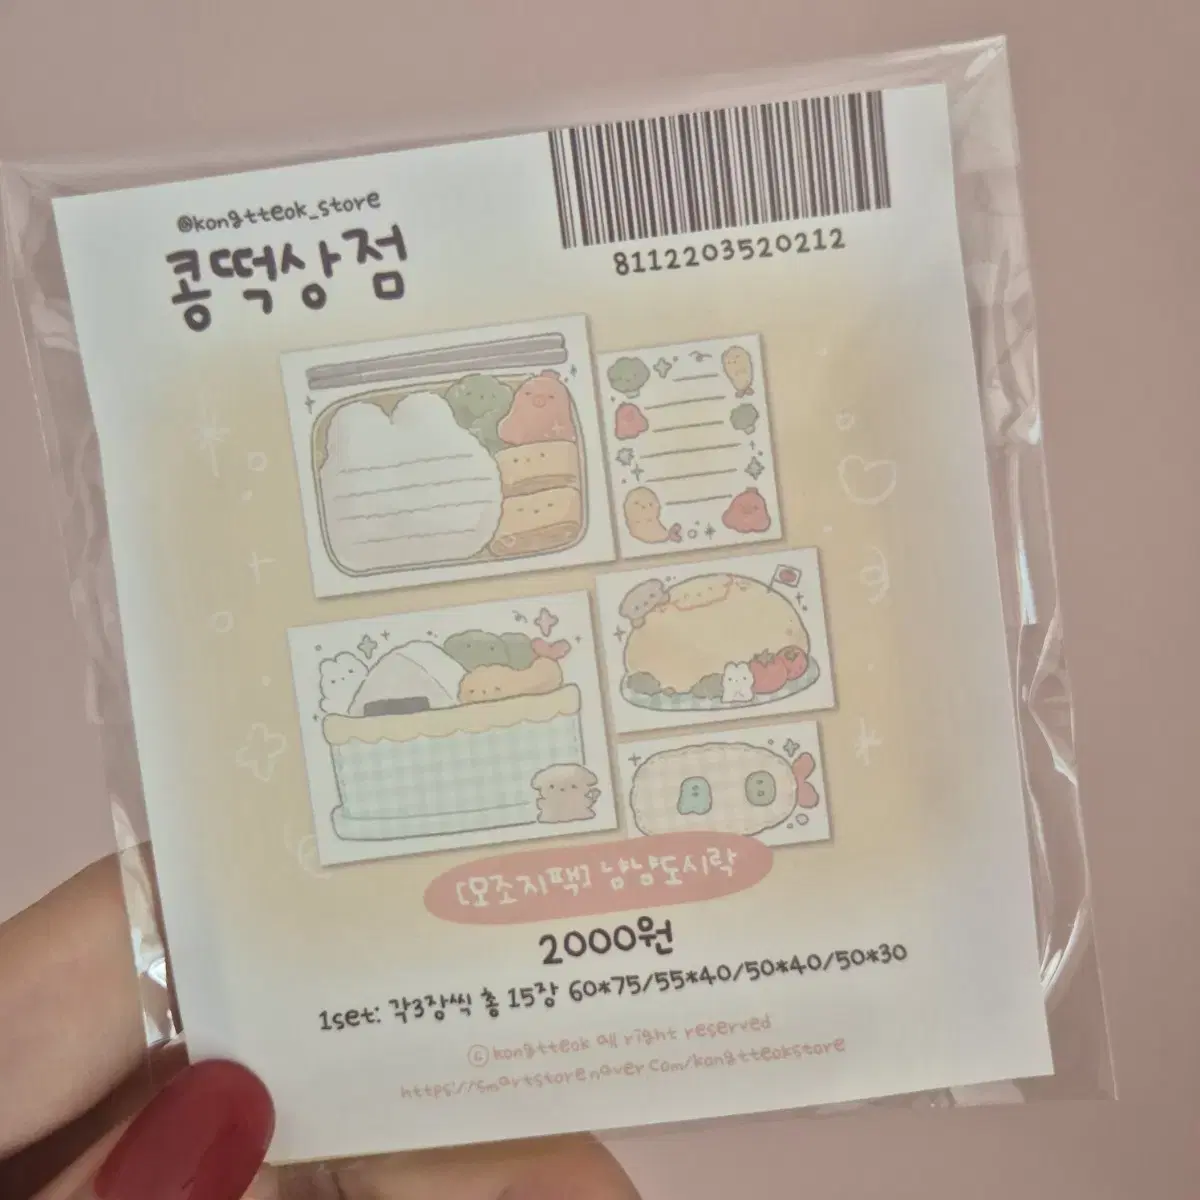 @kongtteok_store
콩떡상점
8112203520212
[모조지팩] 냠냠도시락
2000원
1set: 각3장씩 총 15장 60*75/55*40/50*40/50*30
©kongtteok all right reserved
https://smartstore.naver.com/kongtteokstore